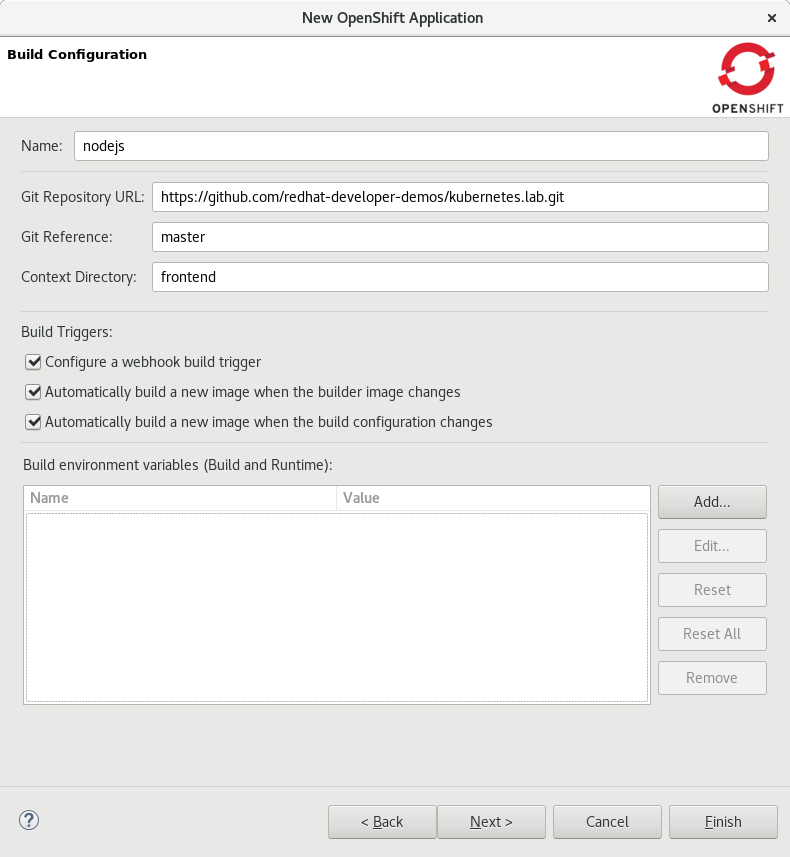 New OpenShift Application
Build Configuration
OPENSHIFT
Name: nodejs
Git Repository URL: https://github.com/redhat-developer-demos/kubernetes.lab.git
Git Reference: master
Context Directory: frontend
Build Triggers:
Configure a webhook build trigger
Automatically build a new image when the builder image changes
Automatically build a new image when the build configuration changes
Build environment variables (Build and Runtime):
Name Value
Add...
Edit...
Reset
Reset All
Remove
< Back Next > Cancel Finish